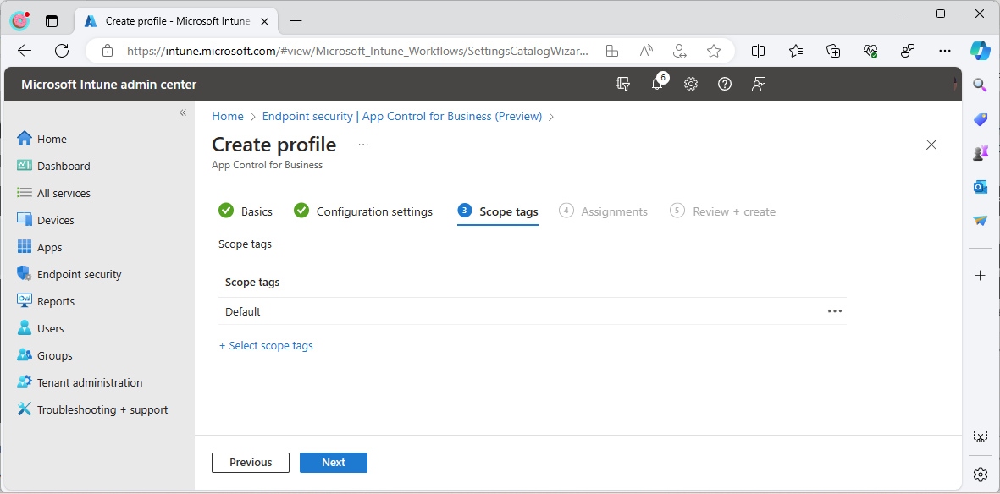 Create profile - Microsoft Intune
https://intune.microsoft.com/#view/Microsoft_Intune_Workflows/SettingsCatalogWizar...
Microsoft Intune admin center
6
Home > Endpoint security | App Control for Business (Preview) >
Create profile ...
App Control for Business
Home
Dashboard
All services
Devices
Apps
Endpoint security
Reports
Users
Groups
Tenant administration
Troubleshooting + support
Basics
Configuration settings
3 Scope tags
4 Assignments
5 Review + create
Scope tags
Scope tags
Default
+ Select scope tags
Previous
Next